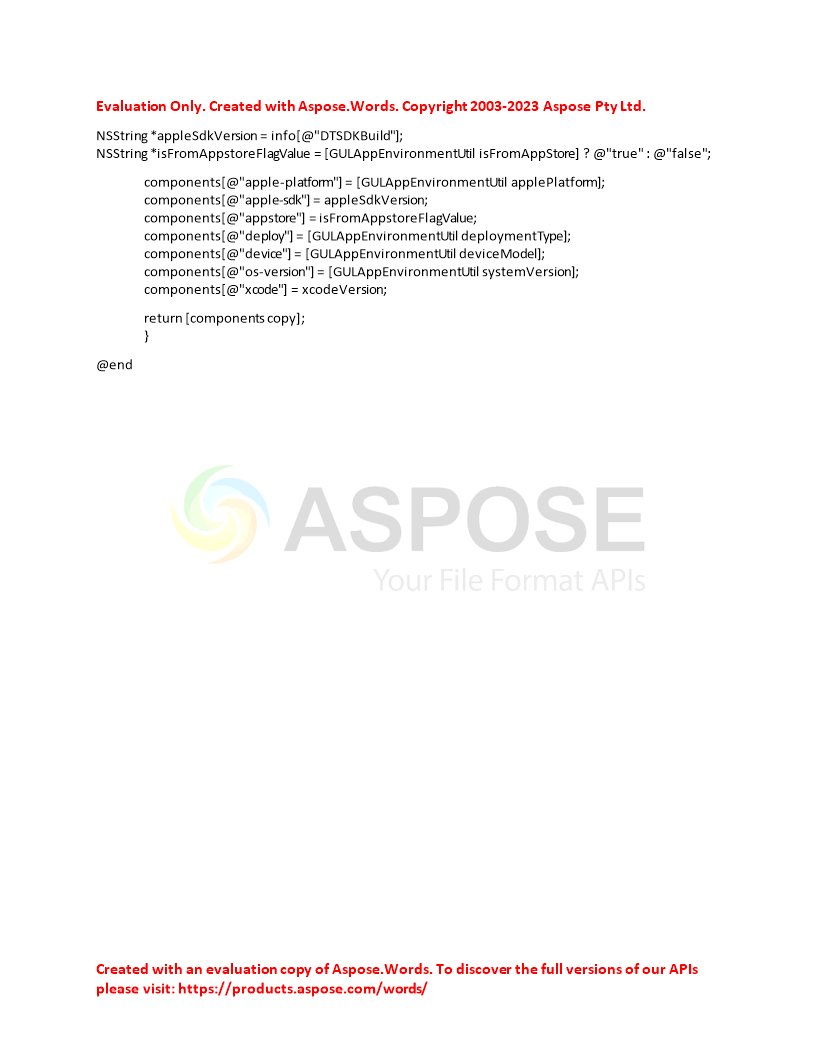 Evaluation Only. Created with Aspose.Words. Copyright 2003-2023 Aspose Pty Ltd.
NSString *appleSdkVersion = info[@"DTSDKBuild"];
NSString *isFromAppstoreFlagValue = [GULAppEnvironmentUtil isFromAppStore] ? @"true" : @"false";
components[@"apple-platform"] = [GULAppEnvironmentUtil applePlatform];
components[@"apple-sdk"] = appleSdkVersion;
components[@"appstore"] = isFromAppstoreFlagValue;
components[@"deploy"] = [GULAppEnvironmentUtil deploymentType];
components[@"device"] = [GULAppEnvironmentUtil deviceModel];
components[@"os-version"] = [GULAppEnvironmentUtil systemVersion];
components[@"xcode"] = xcodeVersion;
return [components copy];
}
@end
ASPOSE
Your File Format APIs
Created with an evaluation copy of Aspose.Words. To discover the full versions of our APIs
please visit: https://products.aspose.com/words/